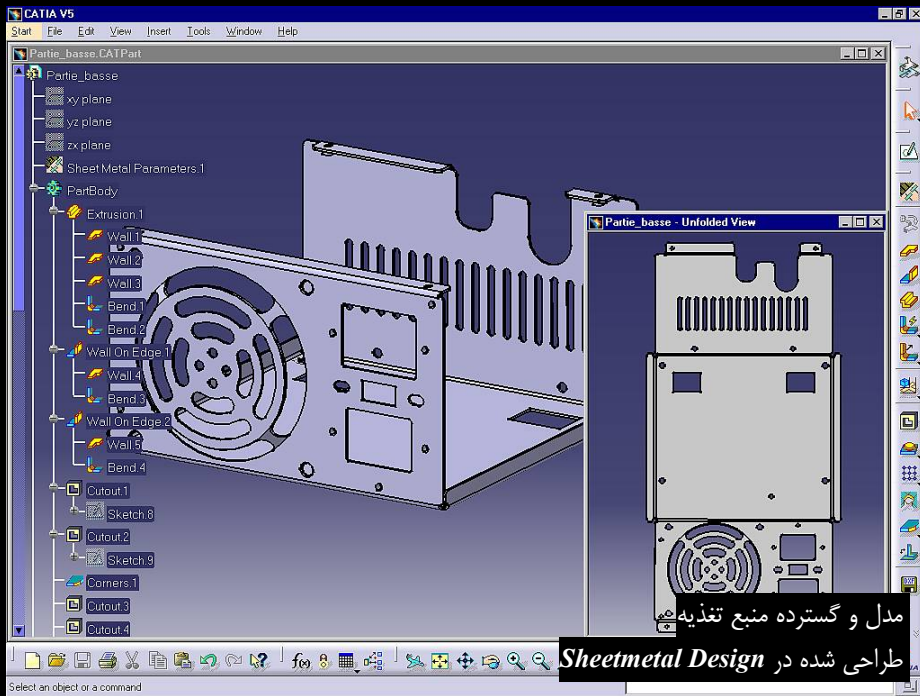 CATIA V5
Start File Edit View Insert Tools Window Help
Partie_basse.CATPart
Partie_basse
xy plane
yz plane
zx plane
Sheet Metal Parameters.1
PartBody
Extrusion.1
Wall.1
Wall.2
Wall.3
Bend.1
Bend.2
Wall On Edge.1
Wall.4
Bend.3
Wall On Edge.2
Wall.5
Bend.4
Cutout.1
Sketch.8
Cutout.2
Sketch.9
Corners.1
Cutout.3
Cutout.4
Partie_basse - Unfolded View
مدل و گسترده منبع تغذیه
طراحی شده در Sheetmetal Design
f(x)
Select an object or a command